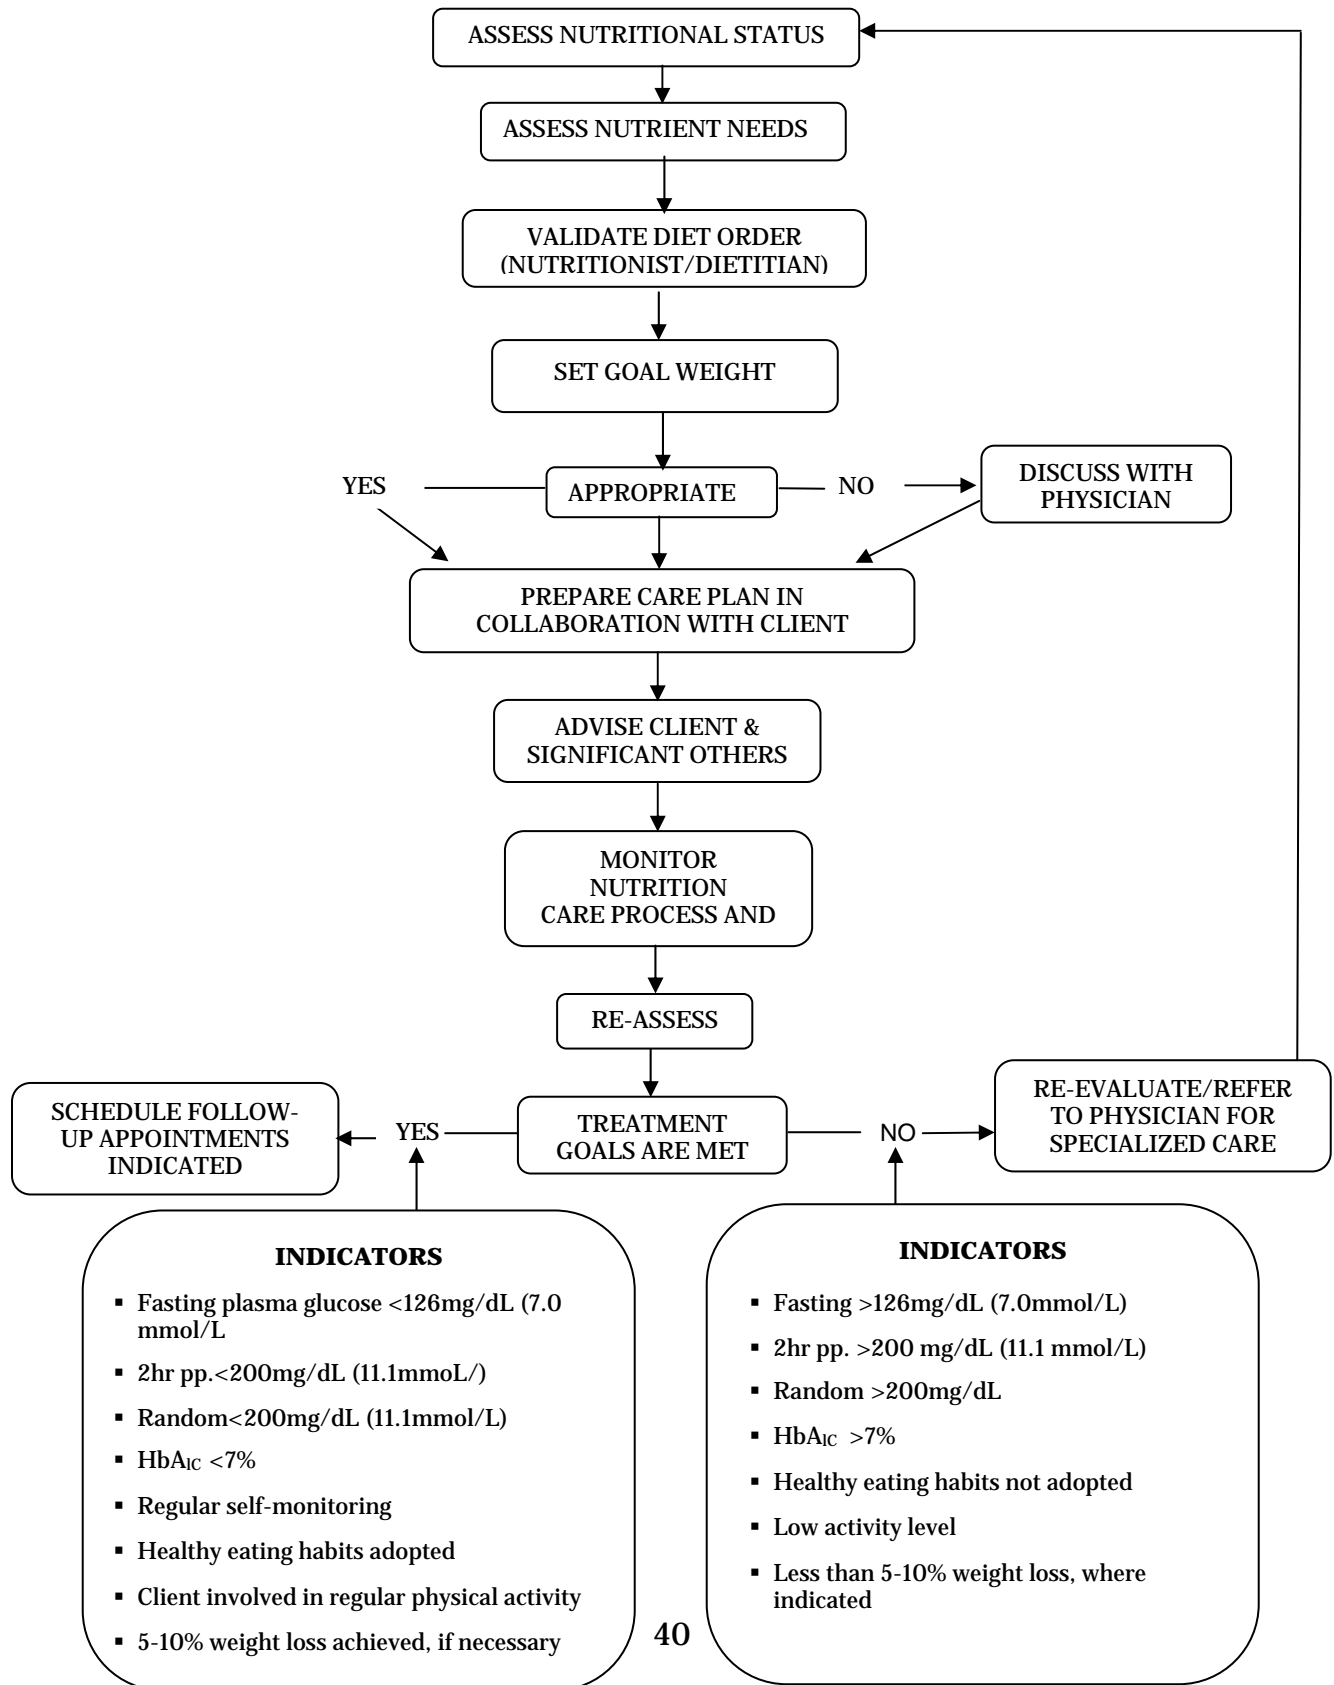 ASSESS NUTRITIONAL STATUS
ASSESS NUTRIENT NEEDS
VALIDATE DIET ORDER
(NUTRITIONIST/DIETITIAN)
SET GOAL WEIGHT
YES
APPROPRIATE
NO
DISCUSS WITH
PHYSICIAN
PREPARE CARE PLAN IN
COLLABORATION WITH CLIENT
ADVISE CLIENT &
SIGNIFICANT OTHERS
MONITOR
NUTRITION
CARE PROCESS AND
RE-ASSESS
SCHEDULE FOLLOW-
UP APPOINTMENTS
INDICATED
YES
TREATMENT
GOALS ARE MET
NO
RE-EVALUATE/REFER
TO PHYSICIAN FOR
SPECIALIZED CARE
INDICATORS
▪ Fasting plasma glucose <126mg/dL (7.0
mmol/L
▪ 2hr pp.<200mg/dL (11.1mmoL/)
▪ Random<200mg/dL (11.1mmol/L)
▪ HbA1C <7%
▪ Regular self-monitoring
▪ Healthy eating habits adopted
▪ Client involved in regular physical activity
▪ 5-10% weight loss achieved, if necessary
INDICATORS
▪ Fasting >126mg/dL (7.0mmol/L)
▪ 2hr pp. >200 mg/dL (11.1 mmol/L)
▪ Random >200mg/dL
▪ HbA1C >7%
▪ Healthy eating habits not adopted
▪ Low activity level
▪ Less than 5-10% weight loss, where
indicated
40